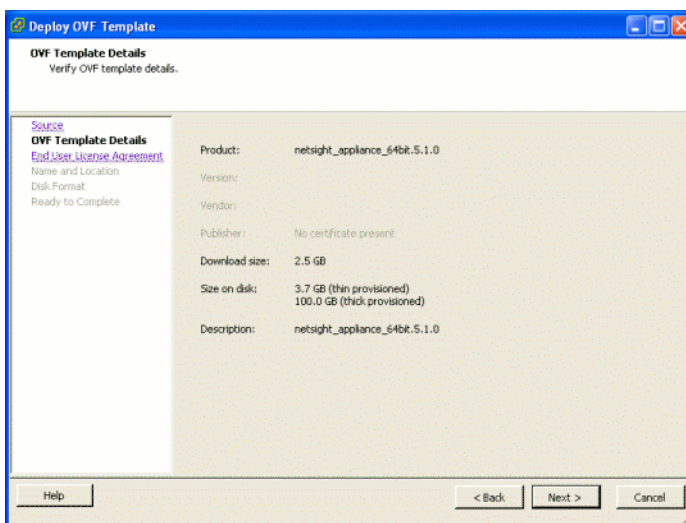 Deploy OVF Template
OVF Template Details
Verify OVF template details.
Source
OVF Template Details
End User License Agreement
Name and Location
Disk Format
Ready to Complete
Product: netsight_appliance_64bit.5.1.0
Version:
Vendor:
Publisher: No certificate present
Download size: 2.5 GB
Size on disk: 3.7 GB (thin provisioned)
100.0 GB (thick provisioned)
Description: netsight_appliance_64bit.5.1.0
Help
< Back
Next >
Cancel